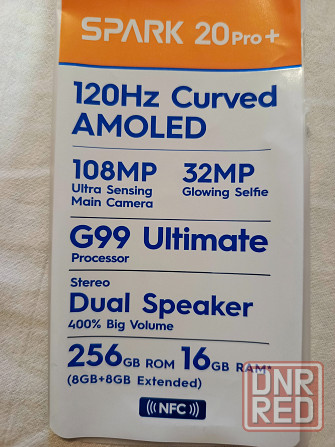 SPARK 20 Pro+
120Hz Curved
AMOLED
108MP 32MP
Ultra Sensing Glowing Selfie
Main Camera
G99 Ultimate
Processor
Stereo
Dual Speaker
400% Big Volume
256GB ROM 16GB RAM*
(8GB+8GB Extended)
NFC
DNR
RED